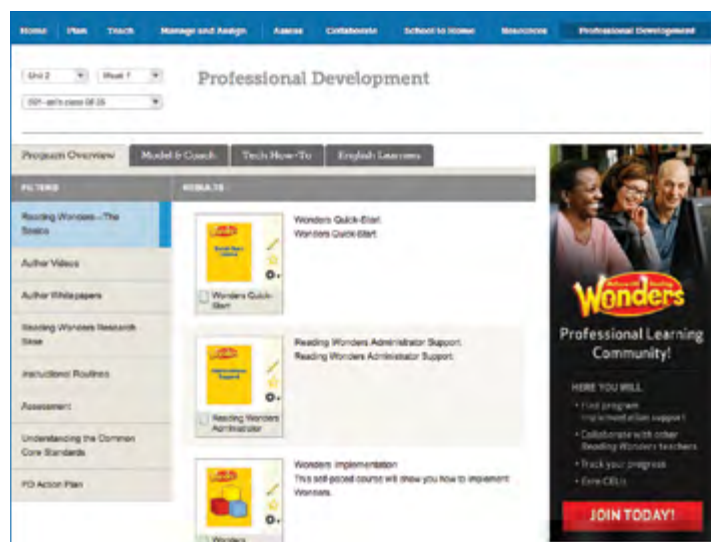 Home Plan Teach Manage and Assign Assess Collaborate School to Home Resources Professional Development
Unit 2 Week 1
Professional Development
Program Overview Model & Coach Tech How-To English Learners
FILTERS
RESULTS
Reading Wonders - The
Basics
Author Videos
Author Whitepapers
Reading Wonders Research
Base
Instructional Routines
Assessment
Understanding the Common
Core Standards
PD Action Plan
Wonders Quick-Start
Wonders Quick-Start
Wonders Quick-
Start
Reading Wonders Administrator Support
Reading Wonders Administrator Support
Reading Wonders
Administrator
Wonders Implementation
This self-paced course will show you how to implement
Wonders.
Wonders
Wonders
Professional Learning
Community!
HERE YOU WILL
• Find program
implementation support
• Collaborate with other
Reading Wonders teachers
• Track your progress
• Earn CEUs
JOIN TODAY!